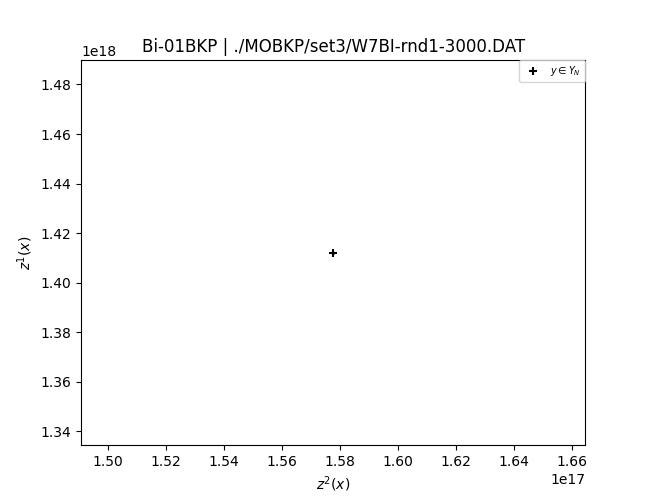 Bi-01BKP | ./MOBKP/set3/W7BI-rnd1-3000.DAT
1e18
y ∈ Y_N
1.48
1.46
1.44
1.42
1.40
1.38
1.36
1.34
z^1(x)
1.50 1.52 1.54 1.56 1.58 1.60 1.62 1.64 1.66
1e17
z^2(x)